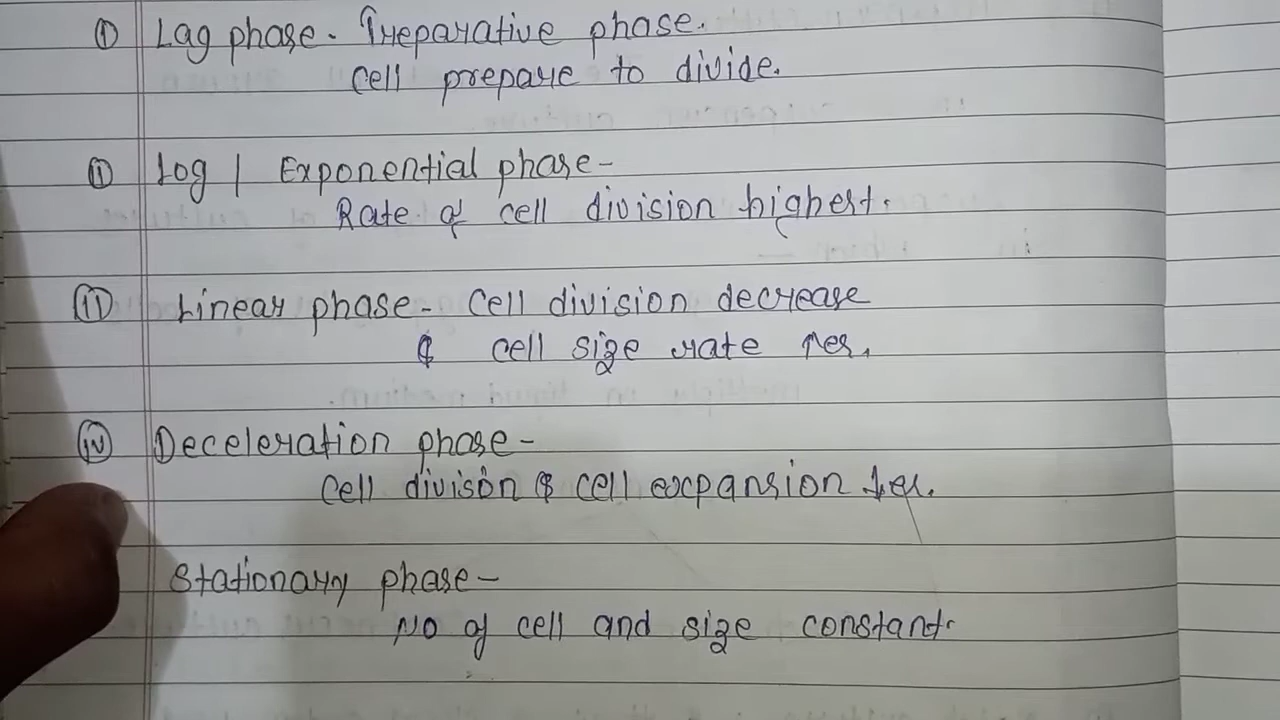 ① Lag phase - Preparative phase.
Cell prepare to divide.
① Log | Exponential phase -
Rate of cell division highest.
(11) Linear phase - Cell division decrease
& cell size rate ↑es.
(iv) Deceleration phase -
Cell divisĭon & cell expansion ↓es.
Stationary phase -
No of cell and size constant.